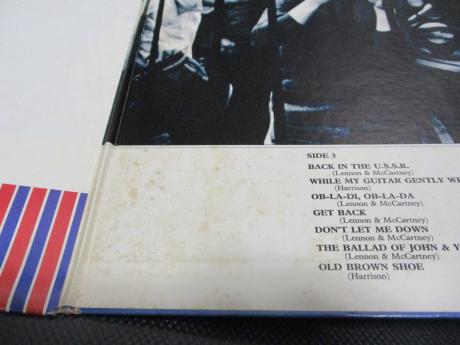 SIDE 3
BACK IN THE U.S.S.R.
(Lennon & McCartney)
WHILE MY GUITAR GENTLY WE
(Harrison)
OB-LA-DI, OB-LA-DA
(Lennon & McCartney)
GET BACK
(Lennon & McCartney)
DON'T LET ME DOWN
(Lennon & McCartney)
THE BALLAD OF JOHN & Y
(Lennon & McCartney)
OLD BROWN SHOE
(Harrison)